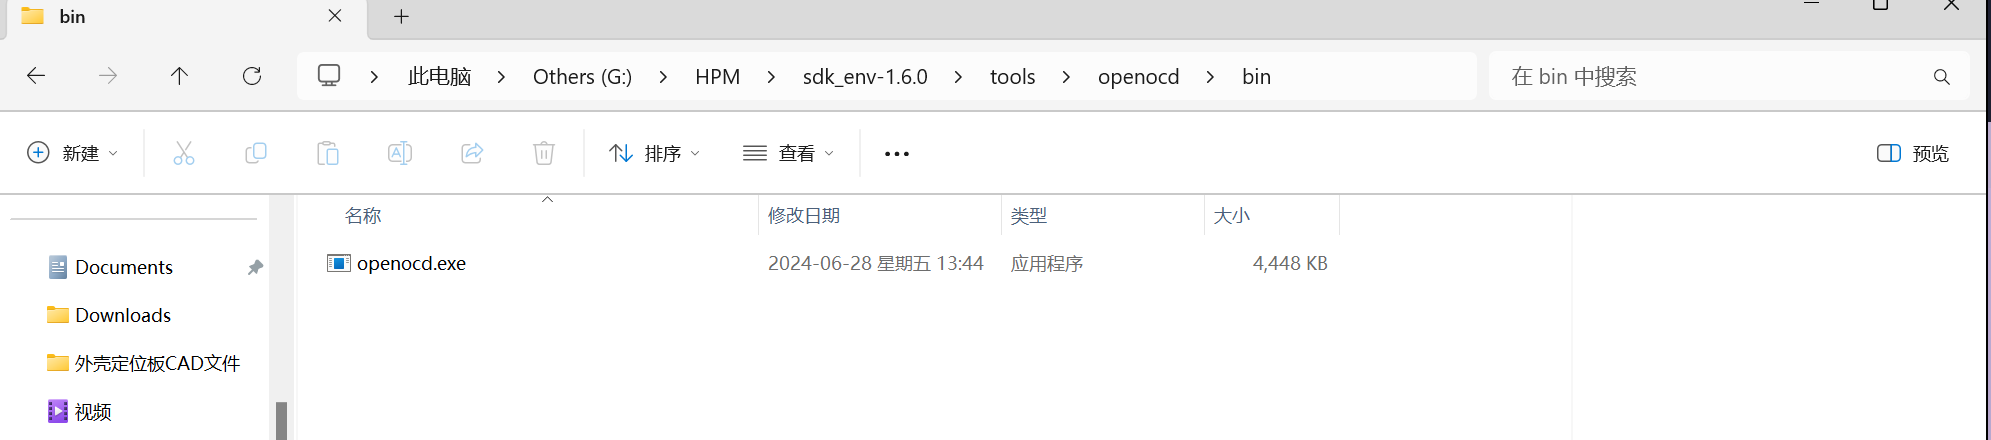 bin
此电脑 Others (G:) HPM sdk_env-1.6.0 tools openocd bin 在 bin 中搜索
新建 排序 查看 预览
名称 修改日期 类型 大小
openocd.exe 2024-06-28 星期五 13:44 应用程序 4,448 KB
Documents
Downloads
外壳定位板CAD文件
视频